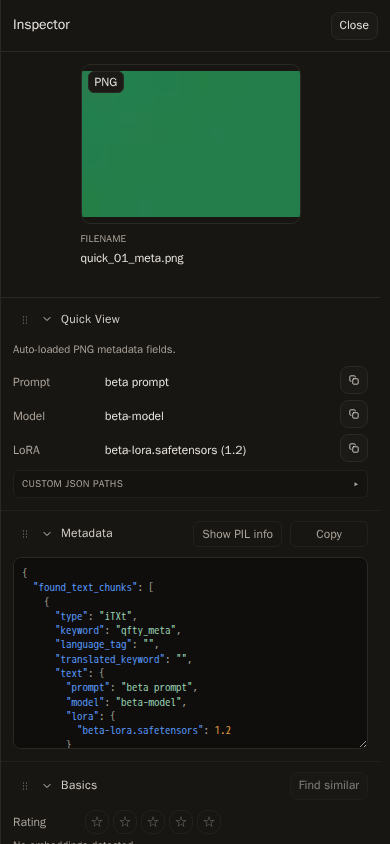 Inspector
Close
PNG
FILENAME
quick_01_meta.png
Quick View
Auto-loaded PNG metadata fields.
Prompt beta prompt
Model beta-model
LoRA beta-lora.safetensors (1.2)
CUSTOM JSON PATHS
Metadata
Show PIL info
Copy
{
"found_text_chunks": [
{
"type": "iTXt",
"keyword": "qfty_meta",
"language_tag": "",
"translated_keyword": "",
"text": {
"prompt": "beta prompt",
"model": "beta-model",
"lora": {
"beta-lora.safetensors": 1.2
}
Basics
Find similar
Rating
No embeddings detected